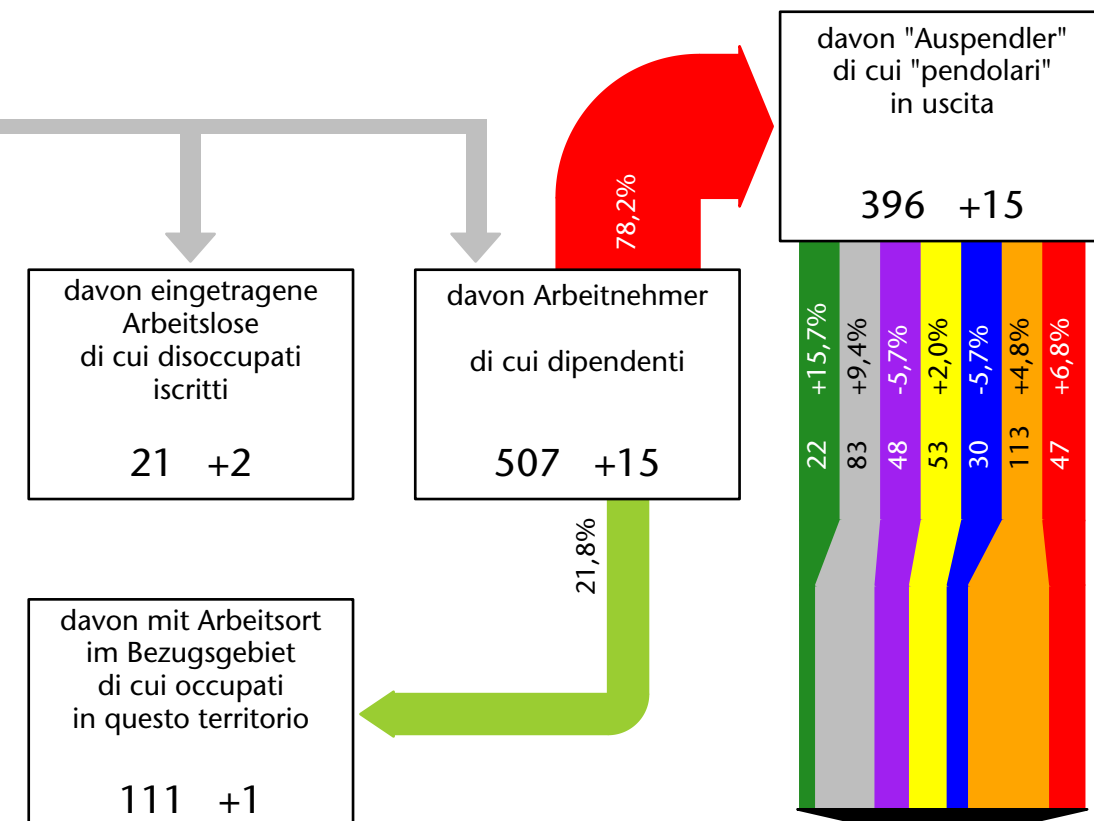 davon "Auspendler"
di cui "pendolari"
in uscita
396 +15
78,2%
davon eingetragene
Arbeitslose
di cui disoccupati
iscritti
21 +2
davon Arbeitnehmer
di cui dipendenti
507 +15
22 +15,7%
83 +9,4%
48 -5,7%
53 +2,0%
30 -5,7%
113 +4,8%
47 +6,8%
21,8%
davon mit Arbeitsort
im Bezugsgebiet
di cui occupati
in questo territorio
111 +1